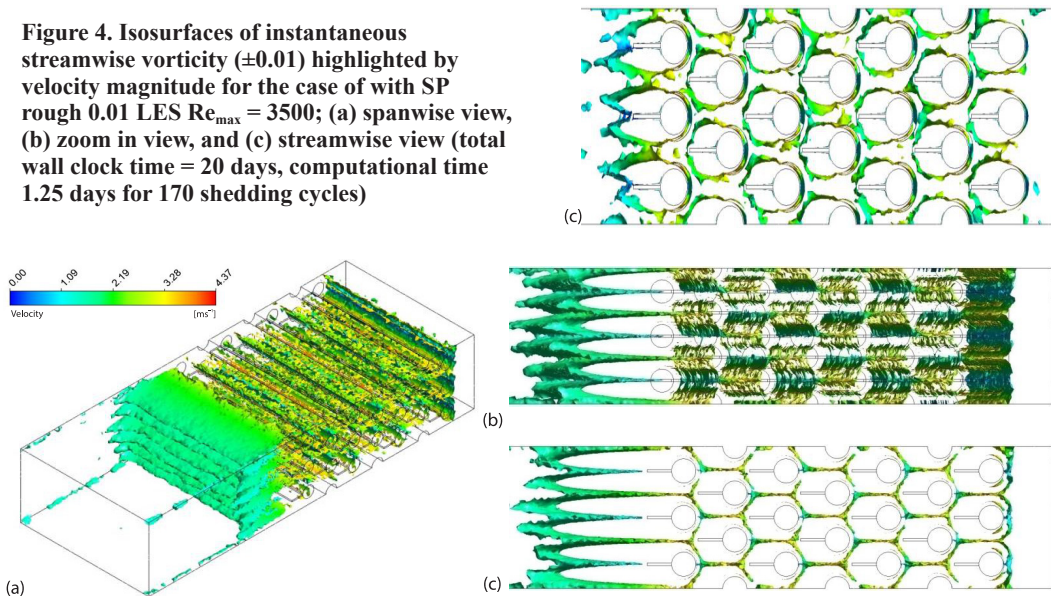 Figure 4. Isosurfaces of instantaneous
streamwise vorticity (±0.01) highlighted by
velocity magnitude for the case of with SP
rough 0.01 LES Remax = 3500; (a) spanwise view,
(b) zoom in view, and (c) streamwise view (total
wall clock time = 20 days, computational time
1.25 days for 170 shedding cycles)
(c)
0.00 1.09 2.19 3.28 4.37
Velocity [ms⁻]
(b)
(a)
(c)